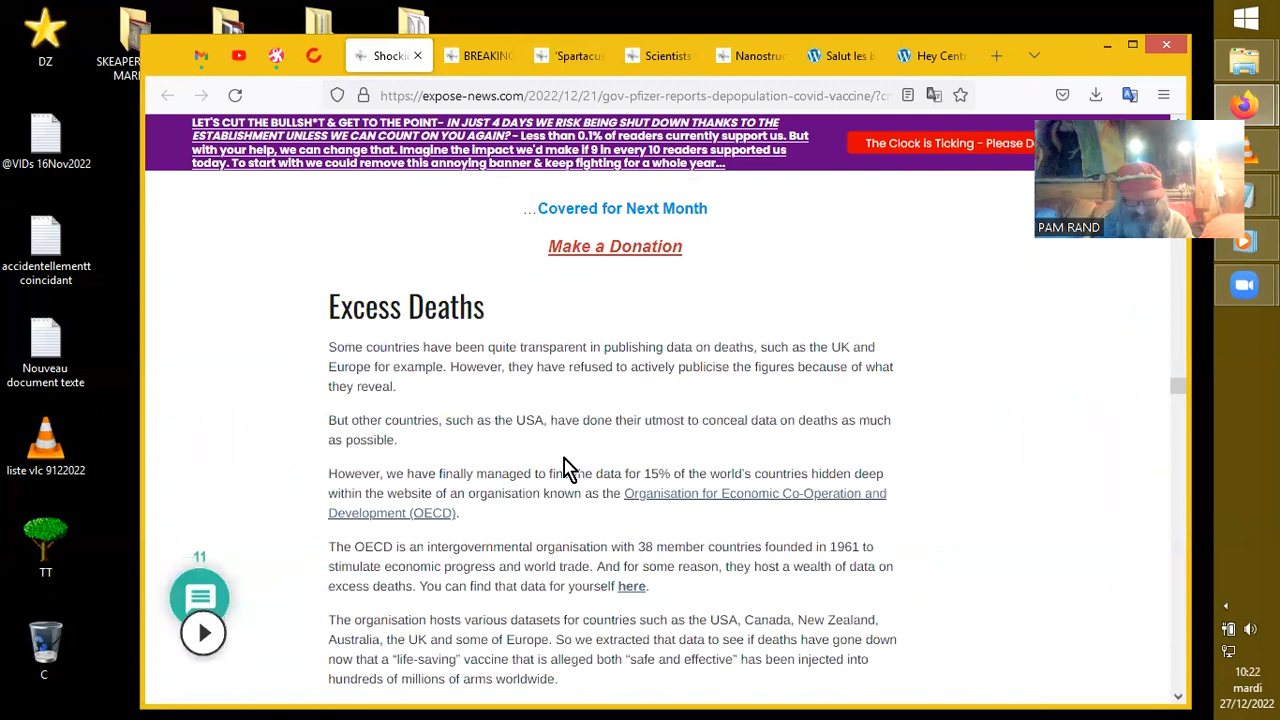 DZ
SKEAPER
MARI
@VIDs 16Nov2022
accidentellementt
coincidant
Nouveau
document texte
liste vlc 9122022
TT
C
Shocki
BREAKING
'Spartacus
Scientists
Nanostruc
Salut les b
Hey Centr
https://expose-news.com/2022/12/21/gov-pfizer-reports-depopulation-covid-vaccine/?c
LET'S CUT THE BULLSH*T & GET TO THE POINT- IN JUST 4 DAYS WE RISK BEING SHUT DOWN THANKS TO THE
ESTABLISHMENT UNLESS WE CAN COUNT ON YOU AGAIN? - Less than 0.1% of readers currently support us. But
with your help, we can change that. Imagine the impact we'd make if 9 in every 10 readers supported us
today. To start with we could remove this annoying banner & keep fighting for a whole year...
The Clock is Ticking - Please D
PAM RAND
...Covered for Next Month
Make a Donation
Excess Deaths
Some countries have been quite transparent in publishing data on deaths, such as the UK and
Europe for example. However, they have refused to actively publicise the figures because of what
they reveal.
But other countries, such as the USA, have done their utmost to conceal data on deaths as much
as possible.
However, we have finally managed to find the data for 15% of the world's countries hidden deep
within the website of an organisation known as the Organisation for Economic Co-Operation and
Development (OECD).
The OECD is an intergovernmental organisation with 38 member countries founded in 1961 to
stimulate economic progress and world trade. And for some reason, they host a wealth of data on
excess deaths. You can find that data for yourself here.
The organisation hosts various datasets for countries such as the USA, Canada, New Zealand,
Australia, the UK and some of Europe. So we extracted that data to see if deaths have gone down
now that a “life-saving” vaccine that is alleged both “safe and effective” has been injected into
hundreds of millions of arms worldwide.
11
10:22
mardi
27/12/2022